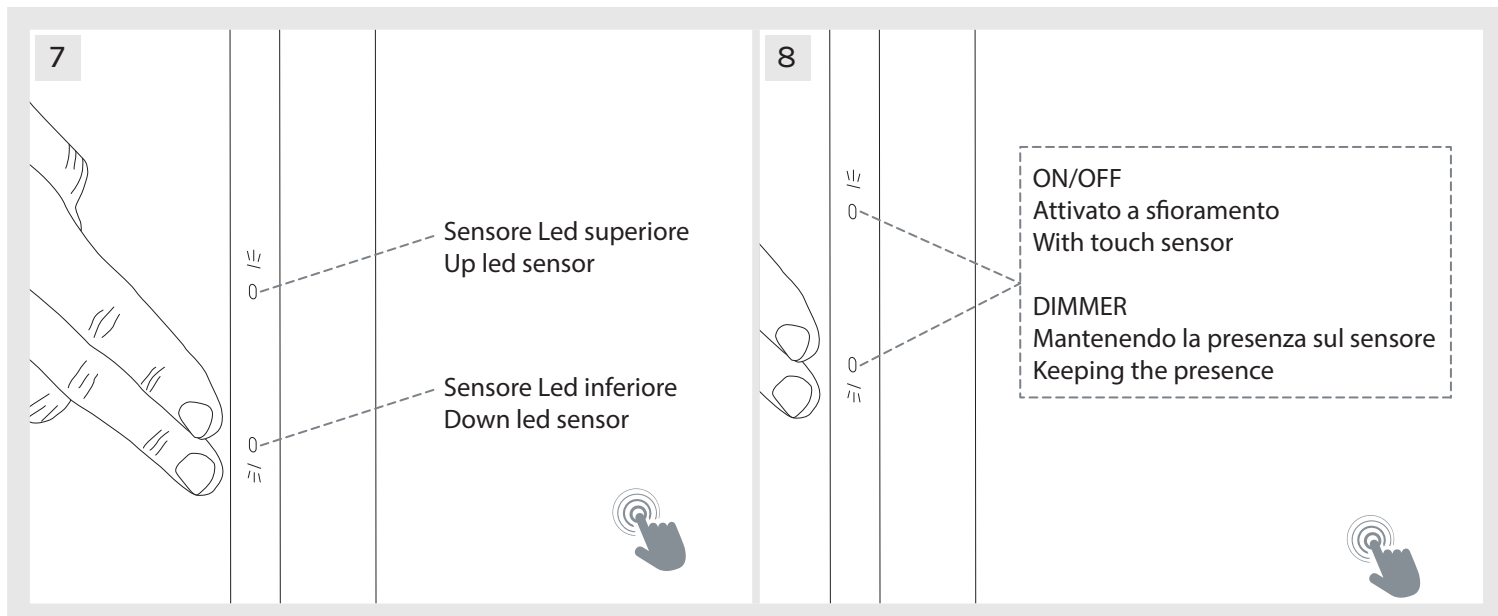 7
Sensore Led superiore
Up led sensor
Sensore Led inferiore
Down led sensor
8
ON/OFF
Attivato a sfioramento
With touch sensor
DIMMER
Mantenendo la presenza sul sensore
Keeping the presence